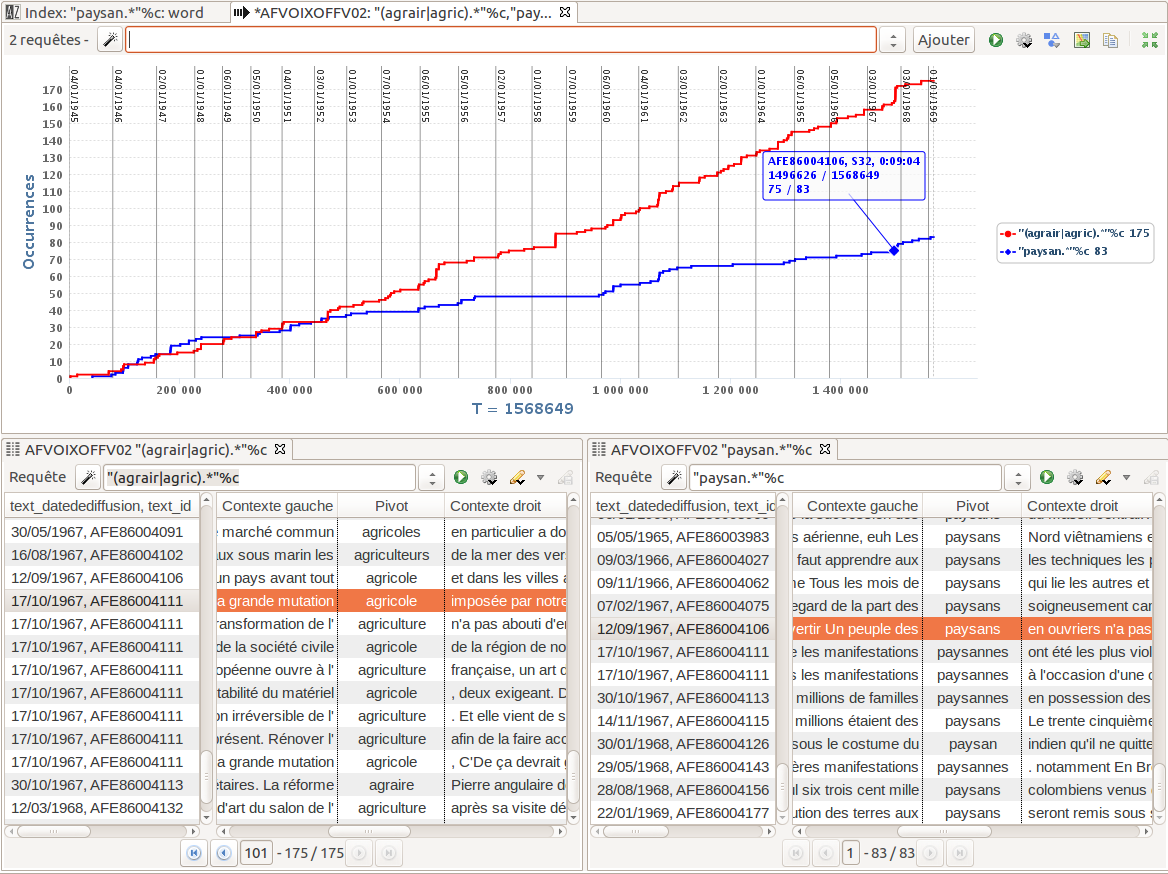 Index: "paysan.*"%c: word
*AFVOIXOFFV02: "(agrair|agric).*"%c,"pay...
2 requêtes -
Ajouter
04/01/1945 04/01/1946 02/01/1947 01/01/1948 06/01/1949 05/01/1950 04/01/1951 03/01/1952 01/01/1953 07/01/1954 06/01/1955 05/01/1956 02/01/1957 01/01/1958 07/01/1959 06/01/1960 04/01/1961 03/01/1962 02/01/1963 01/01/1964 06/01/1965 05/01/1966 03/01/1967 03/01/1968 01/01/1969
170
160
150
140
130
120
110
100
90
80
70
60
50
40
30
20
10
0
Occurrences
AFE86004106, S32, 0:09:04
1496626 / 1568649
75 / 83
"(agrair|agric).*"%c 175
"paysan.*"%c 83
0 200 000 400 000 600 000 800 000 1 000 000 1 200 000 1 400 000
T = 1568649
AFVOIXOFFV02 "(agrair|agric).*"%c
Requête "(agrair|agric).*"%c
text_datedediffusion, text_id Contexte gauche Pivot Contexte droit
30/05/1967, AFE86004091 marché commun agricoles en particulier a do
16/08/1967, AFE86004102 ux sous marin les agriculteurs de la mer des ver
12/09/1967, AFE86004106 un pays avant tout agricole et dans les villes
17/10/1967, AFE86004111 a grande mutation agricole imposée par notre
17/10/1967, AFE86004111 ransformation de l' agriculture n'a pas abouti d'e
17/10/1967, AFE86004111 de la société civile agricole de la région de no
17/10/1967, AFE86004111 opéenne ouvre à l' agriculture française, un art d
17/10/1967, AFE86004111 tabilité du matériel agricole , deux exigeant. D
17/10/1967, AFE86004111 on irréversible de l' agriculture . Et elle vient de s
17/10/1967, AFE86004111 résent. Rénover l' agriculture afin de la faire acc
17/10/1967, AFE86004111 a grande mutation agricole , C'De ça devrait
30/10/1967, AFE86004113 taires. La réforme agraire Pierre angulaire d
12/03/1968, AFE86004132 d'art du salon de l' agriculture après sa visite dé
101 - 175 / 175
AFVOIXOFFV02 "paysan.*"%c
Requête "paysan.*"%c
text_datedediffusion, text_id Contexte gauche Pivot Contexte droit
paysans
05/05/1965, AFE86003983 s aérienne, euh Les paysans Nord viêtnamiens e
09/03/1966, AFE86004027 faut apprendre aux paysans les techniques les
09/11/1966, AFE86004062 ne Tous les mois de paysans qui lie les autres et
07/02/1967, AFE86004075 egard de la part des paysans soigneusement car
12/09/1967, AFE86004106 vertir Un peuple des paysans en ouvriers n'a pas
17/10/1967, AFE86004111 e les manifestations paysannes ont été les plus viol
17/10/1967, AFE86004111 s les manifestations paysannes à l'occasion d'une
30/10/1967, AFE86004113 millions de familles paysannes en possession des
14/11/1967, AFE86004115 millions étaient des paysans Le trente cinquième
30/01/1968, AFE86004126 sous le costume du paysan indien qu'il ne quitte
29/05/1968, AFE86004143 ères manifestations paysannes . notamment En Br
28/08/1968, AFE86004156 ul six trois cent mille paysans colombiens venus
22/01/1969, AFE86004177 ution des terres aux paysans seront remis sous
1 - 83 / 83